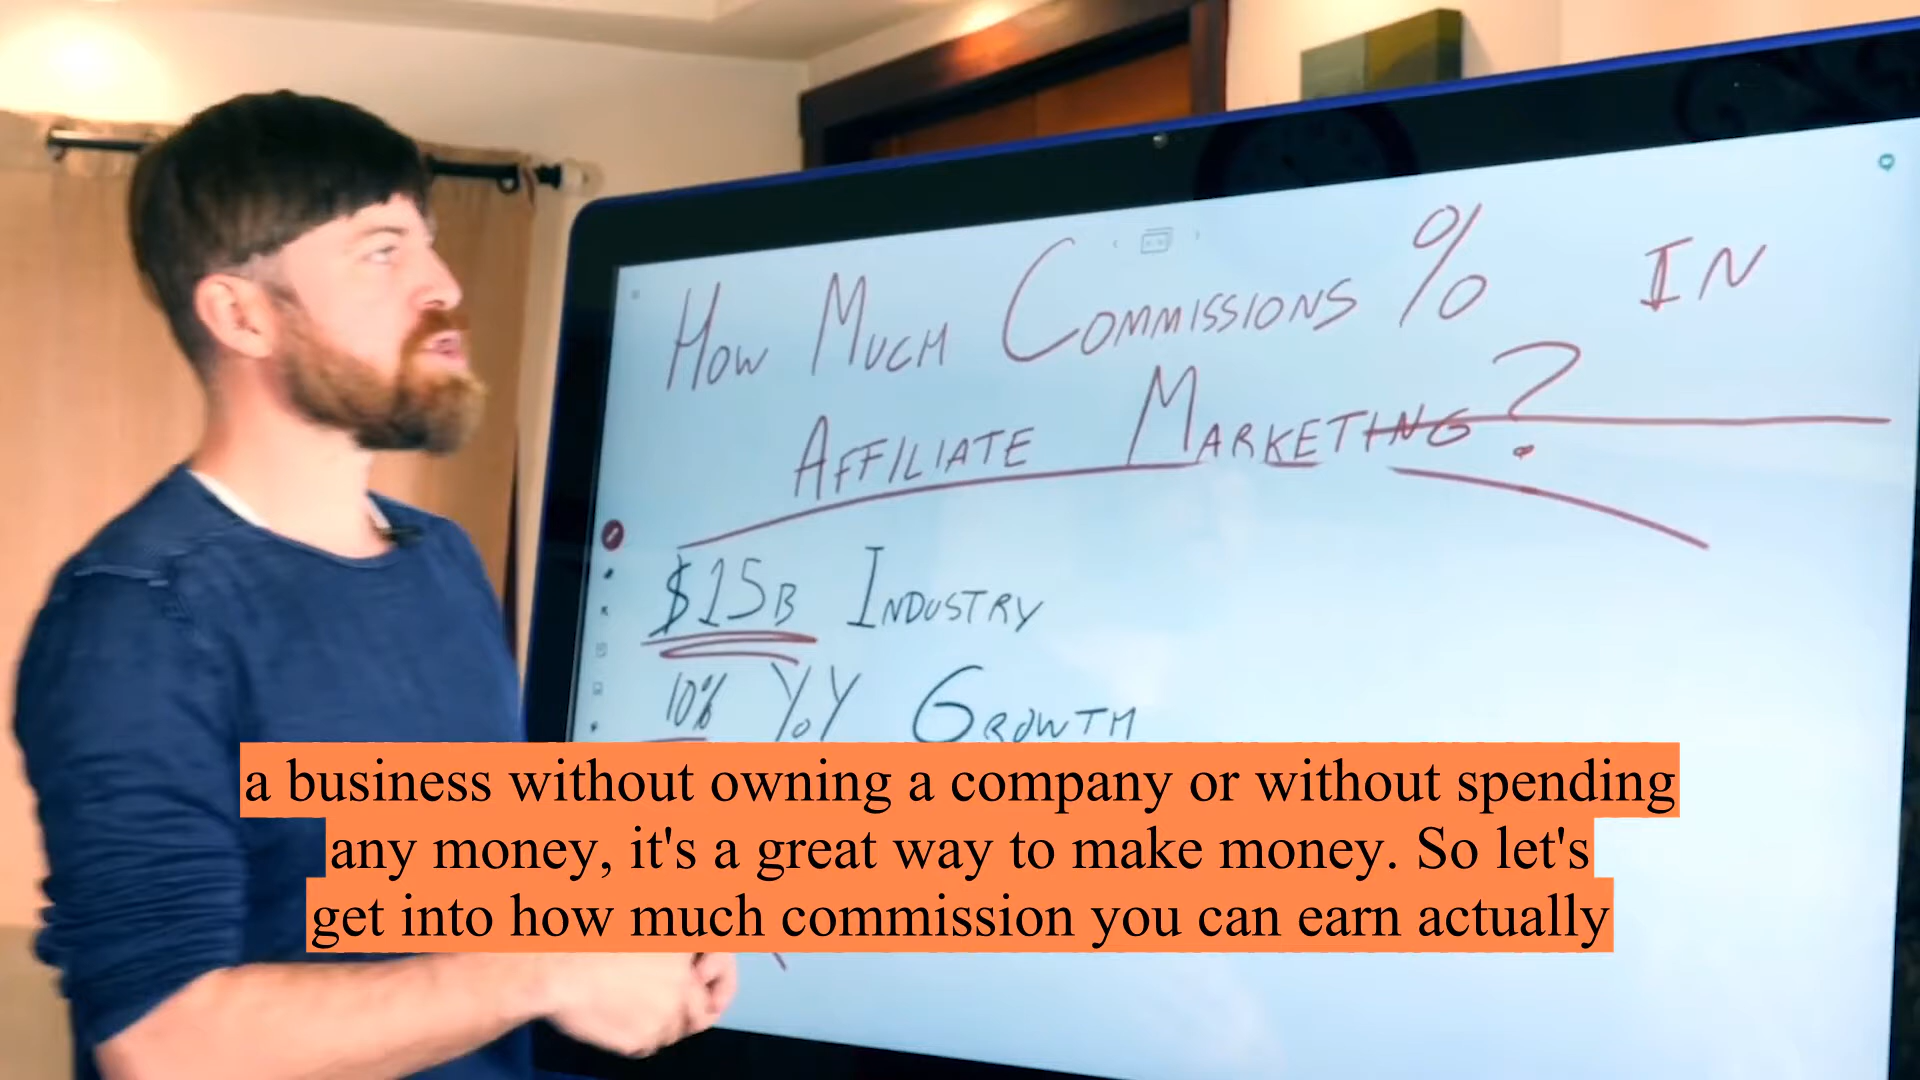 How Much Commissions % IN
AFFILIATE MARKETING?
$15B INDUSTRY
10% YoY GROWTH
a business without owning a company or without spending
any money, it's a great way to make money. So let's
get into how much commission you can earn actually